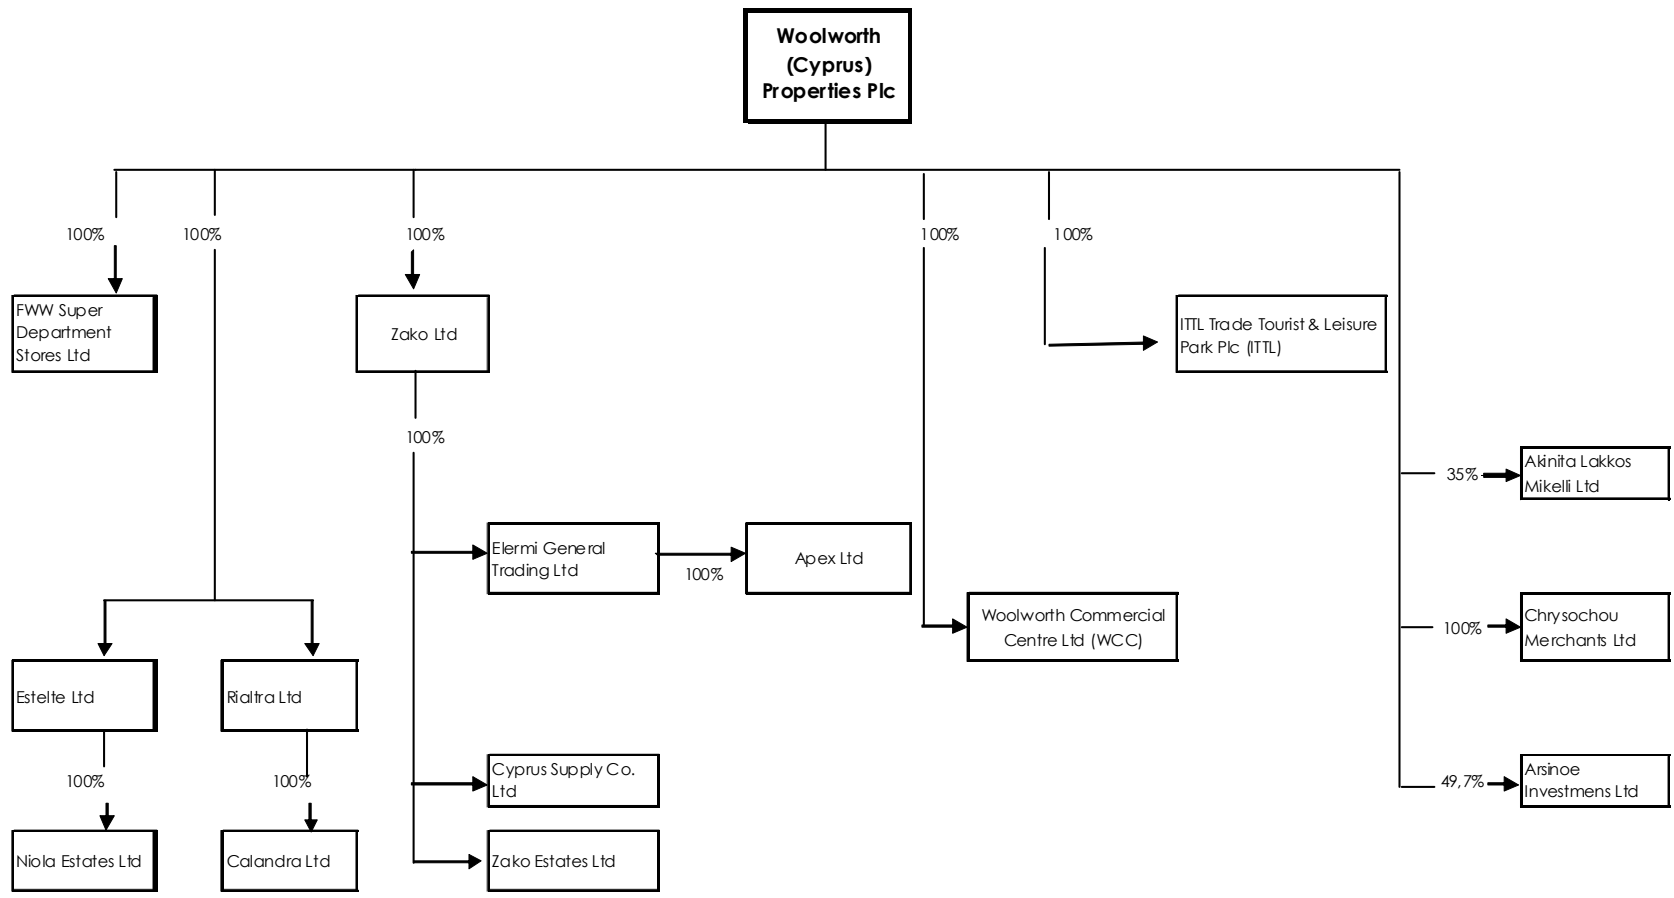 Woolworth
(Cyprus)
Properties Plc
100%
100%
100%
100%
100%
FWW Super
Department
Stores Ltd
Zako Ltd
ITTL Trade Tourist & Leisure
Park Plc (ITTL)
100%
35%
Akinita Lakkos
Mikelli Ltd
Elermi General
Trading Ltd
100%
Apex Ltd
Woolworth Commercial
Centre Ltd (WCC)
100%
Chrysochou
Merchants Ltd
Estelte Ltd
Rialtra Ltd
100%
100%
Cyprus Supply Co.
Ltd
49,7%
Arsinoe
Investmens Ltd
Niola Estates Ltd
Calandra Ltd
Zako Estates Ltd